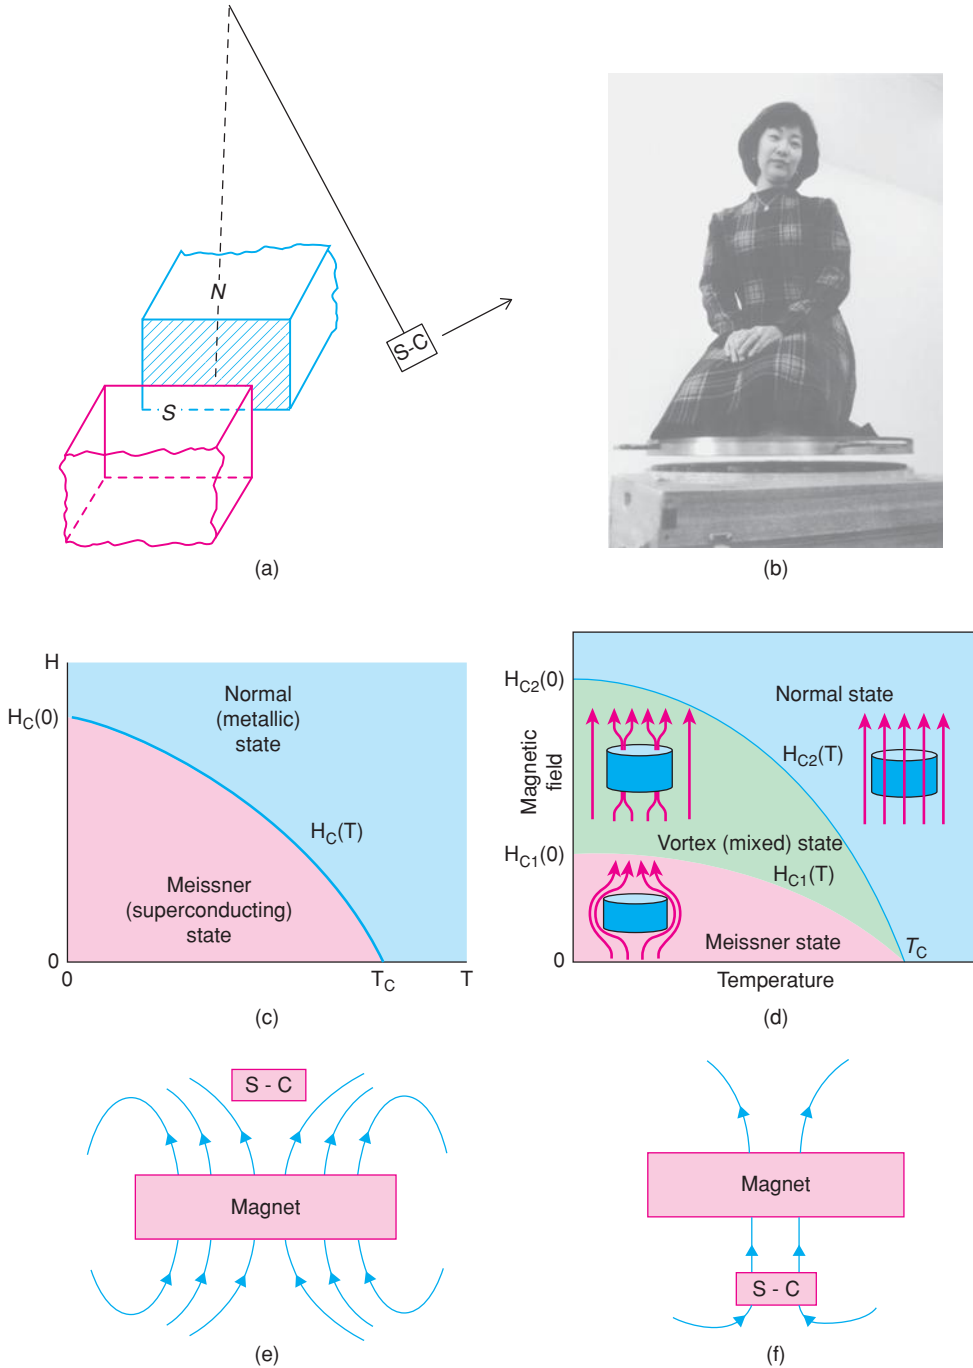 N
S-C
S
(a)
(b)
H
H_C(0)
Normal
(metallic)
state
H_C(T)
Meissner
(superconducting)
state
0
0
T_C
T
(c)
H_C2(0)
Normal state
H_C2(T)
Magnetic
field
Vortex (mixed) state
H_C1(0)
H_C1(T)
Meissner state
T_C
0
Temperature
(d)
S - C
Magnet
(e)
Magnet
S - C
(f)